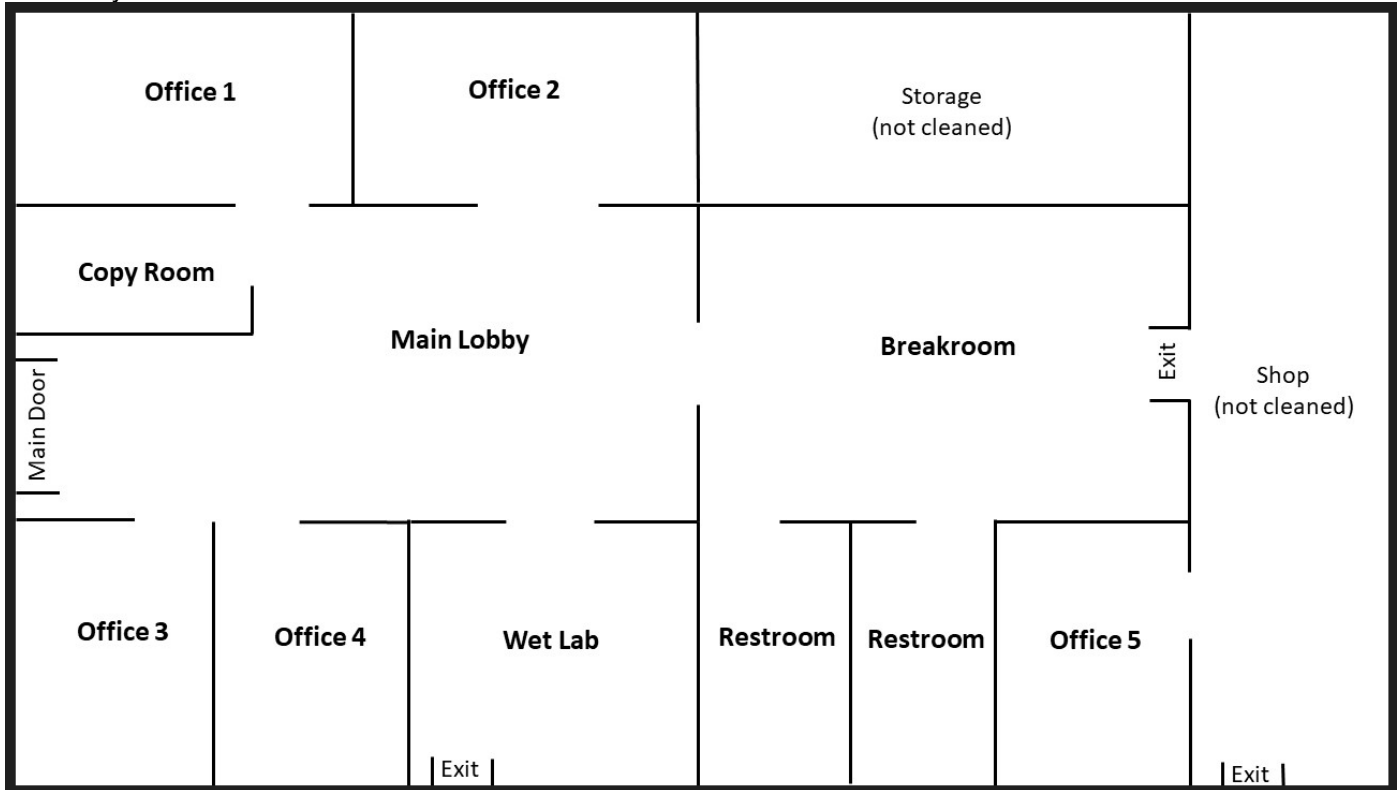 Office 1
Office 2
Storage
(not cleaned)
Copy Room
Main Lobby
Breakroom
Exit
Shop
(not cleaned)
Main Door
Office 3
Office 4
Wet Lab
Restroom
Restroom
Office 5
Exit
Exit